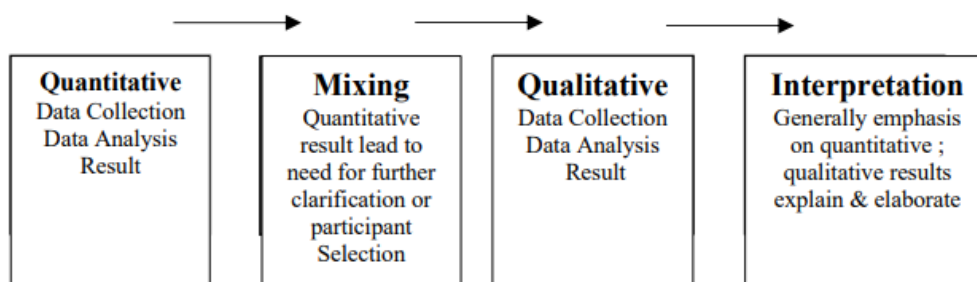 Quantitative
Data Collection
Data Analysis
Result
Mixing
Quantitative
result lead to
need for further
clarification or
participant
Selection
Qualitative
Data Collection
Data Analysis
Result
Interpretation
Generally emphasis
on quantitative ;
qualitative results
explain & elaborate